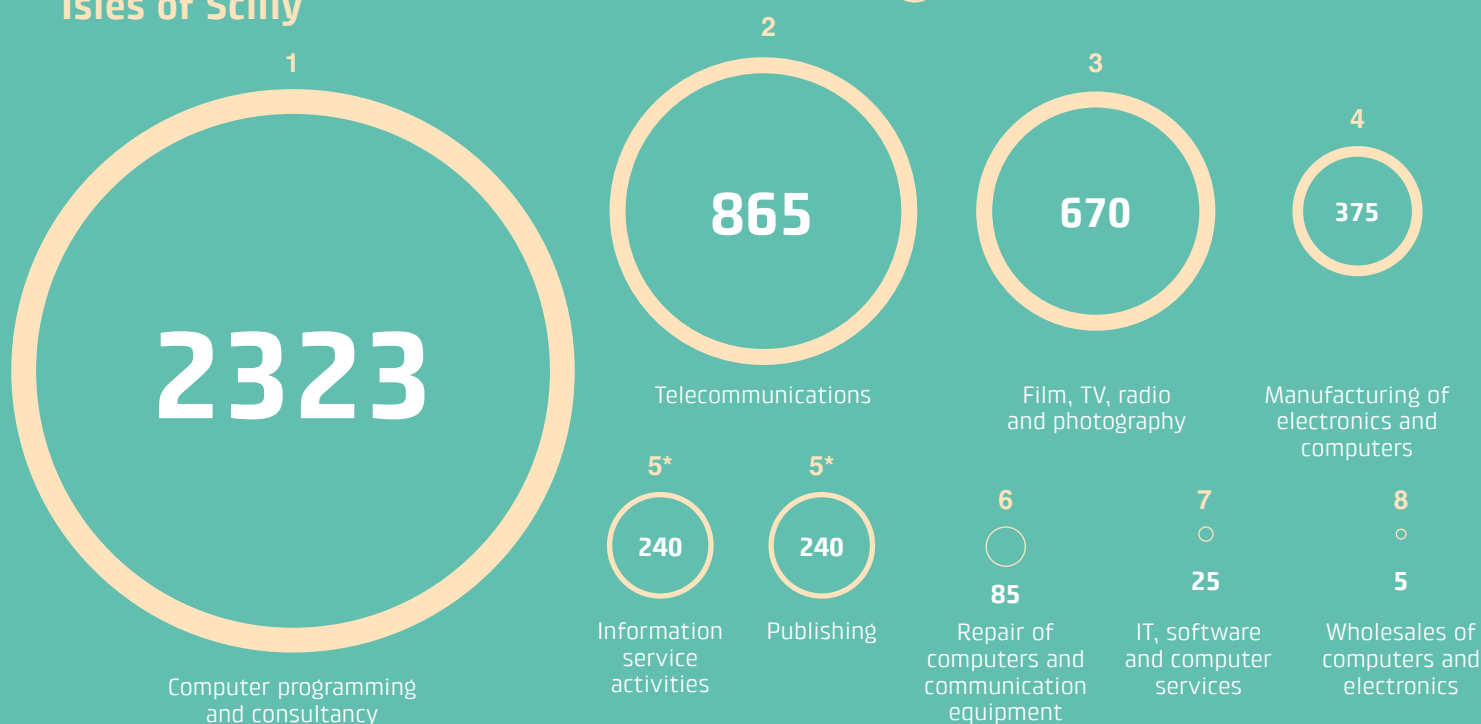 Isles of Scilly
1
2323
Computer programming
and consultancy
2
865
Telecommunications
3
670
Film, TV, radio
and photography
4
375
Manufacturing of
electronics and
computers
5*
240
Information
service
activities
5*
240
Publishing
6
85
Repair of
computers and
communication
equipment
7
25
IT, software
and computer
services
8
5
Wholesales of
computers and
electronics